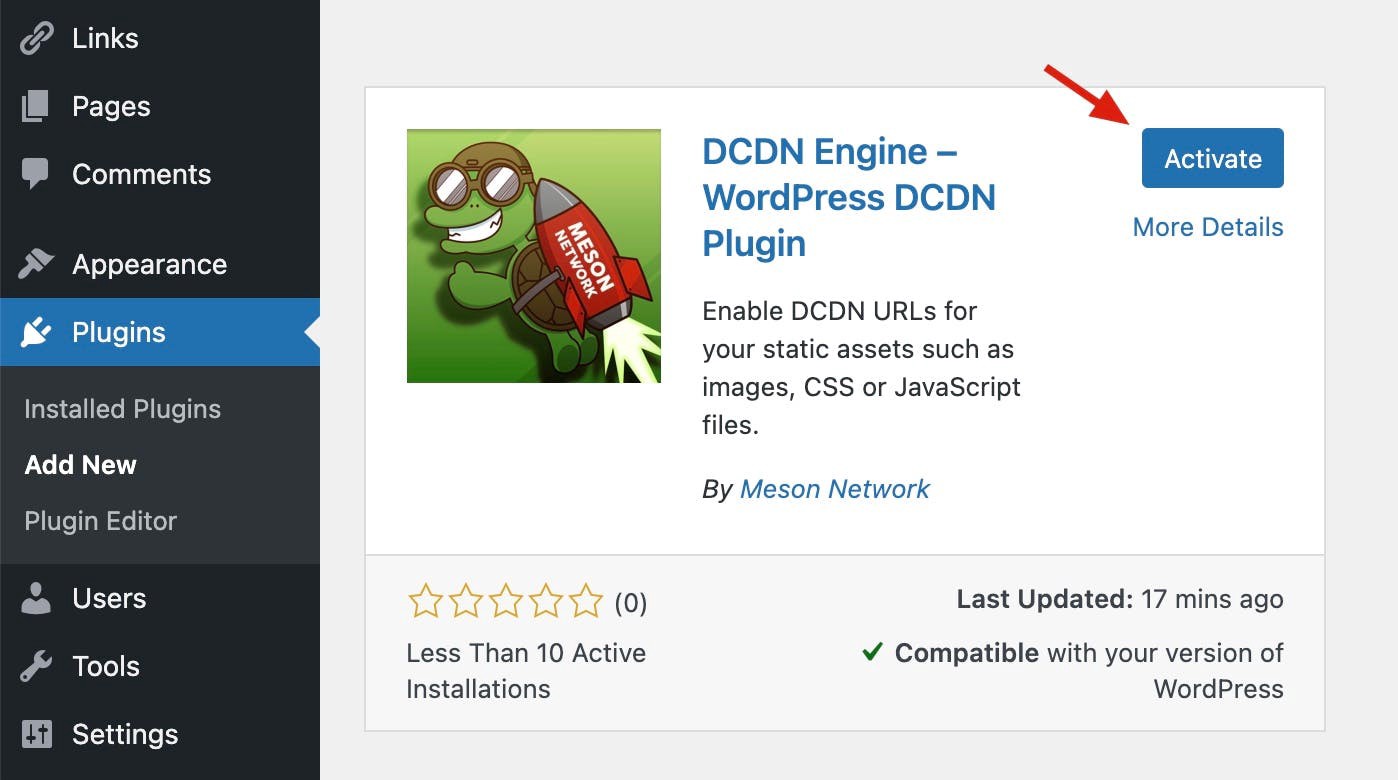 Links
Pages
Comments
Appearance
Plugins
Installed Plugins
Add New
Plugin Editor
Users
Tools
Settings
MESON
NETWORK
DCDN Engine –
WordPress DCDN
Plugin
Enable DCDN URLs for
your static assets such as
images, CSS or JavaScript
files.
By Meson Network
Activate
More Details
(0)
Less Than 10 Active
Installations
Last Updated: 17 mins ago
Compatible with your version of
WordPress